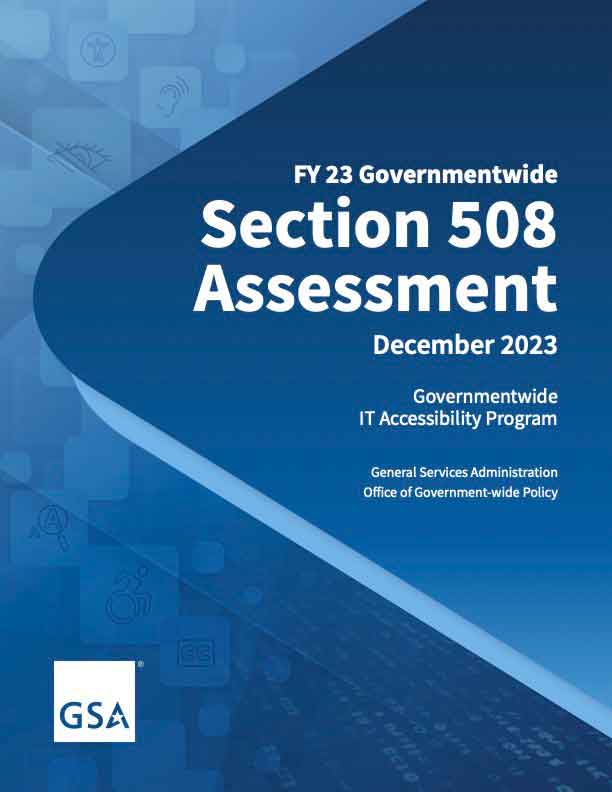 FY 23 Governmentwide
Section 508
Assessment
December 2023
Governmentwide
IT Accessibility Program
General Services Administration
Office of Government-wide Policy
A
CC
GSA
®